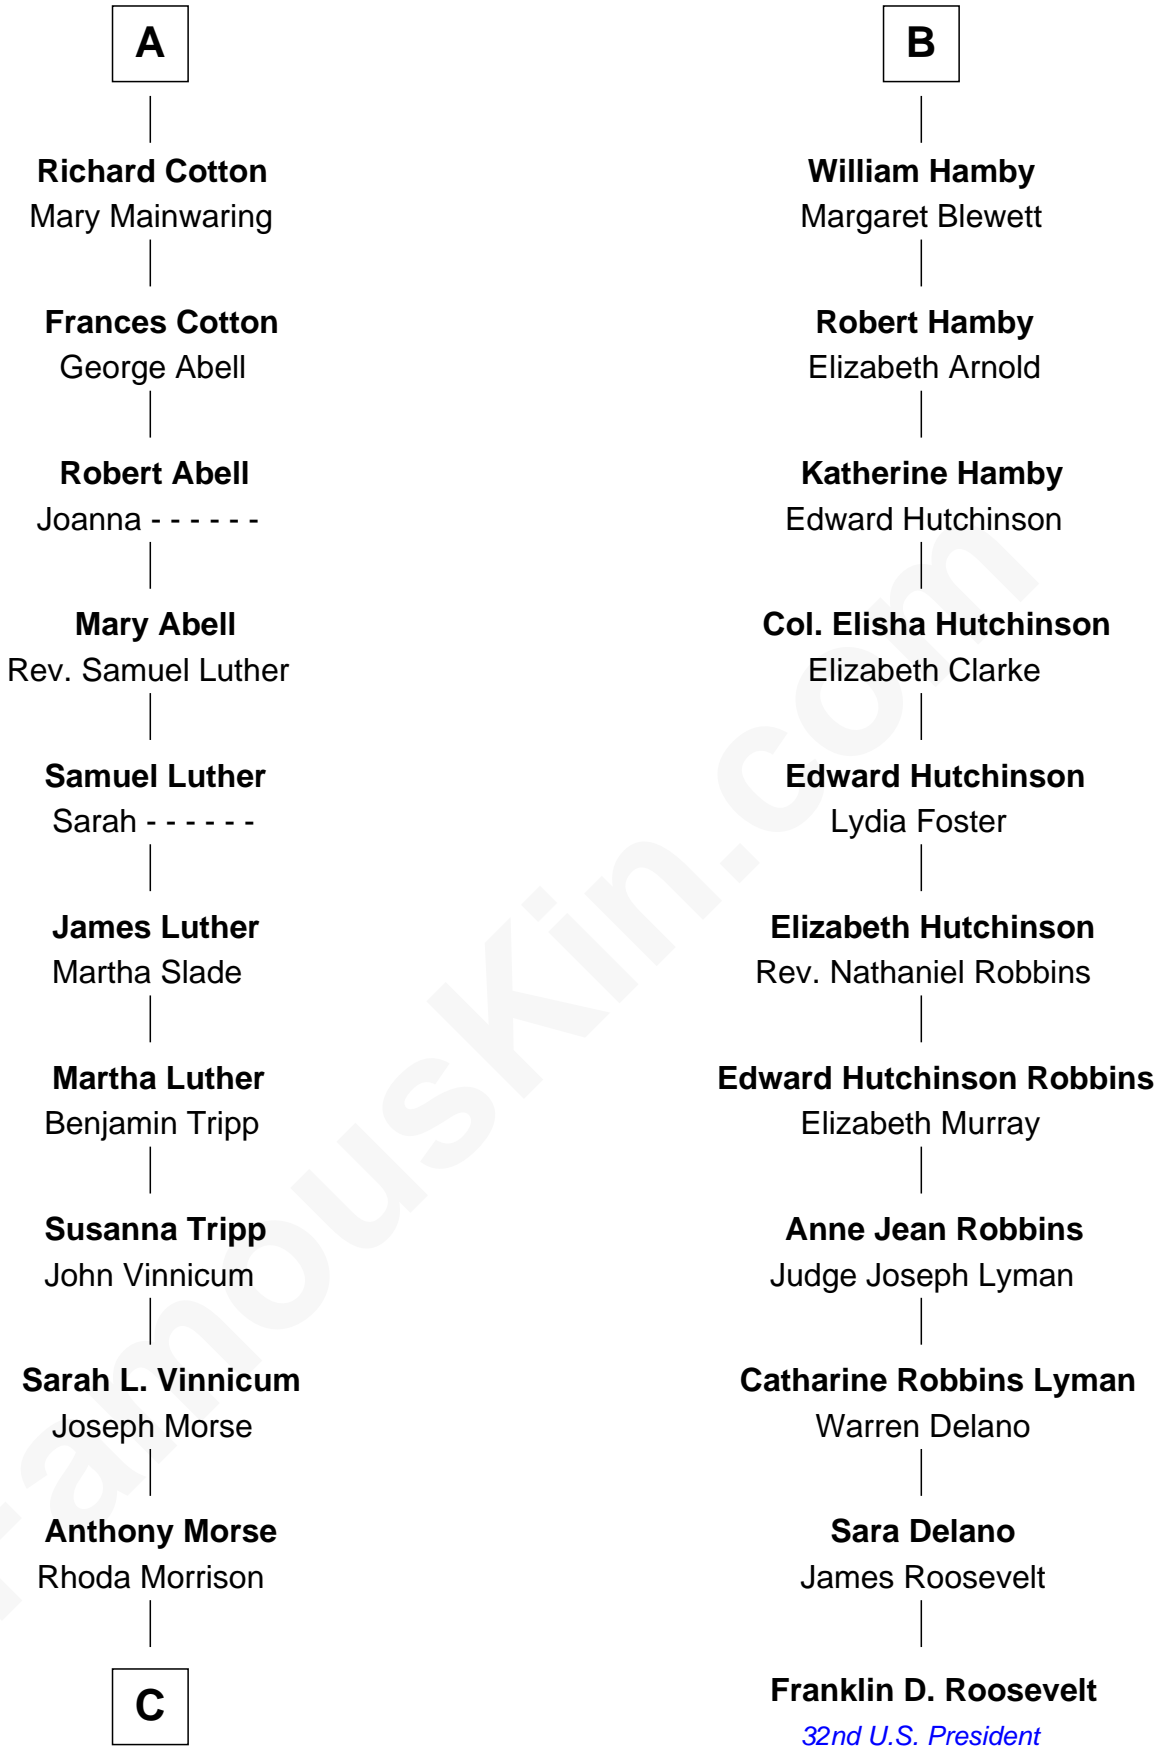 A
Richard Cotton
Mary Mainwaring
Frances Cotton
George Abell
Robert Abell
Joanna - - - - - -
Mary Abell
Rev. Samuel Luther
Samuel Luther
Sarah - - - - - -
James Luther
Martha Slade
Martha Luther
Benjamin Tripp
Susanna Tripp
John Vinnicum
Sarah L. Vinnicum
Joseph Morse
Anthony Morse
Rhoda Morrison
C
B
William Hamby
Margaret Blewett
Robert Hamby
Elizabeth Arnold
Katherine Hamby
Edward Hutchinson
Col. Elisha Hutchinson
Elizabeth Clarke
Edward Hutchinson
Lydia Foster
Elizabeth Hutchinson
Rev. Nathaniel Robbins
Edward Hutchinson Robbins
Elizabeth Murray
Anne Jean Robbins
Judge Joseph Lyman
Catharine Robbins Lyman
Warren Delano
Sara Delano
James Roosevelt
Franklin D. Roosevelt
32nd U.S. President
FamousKin.com